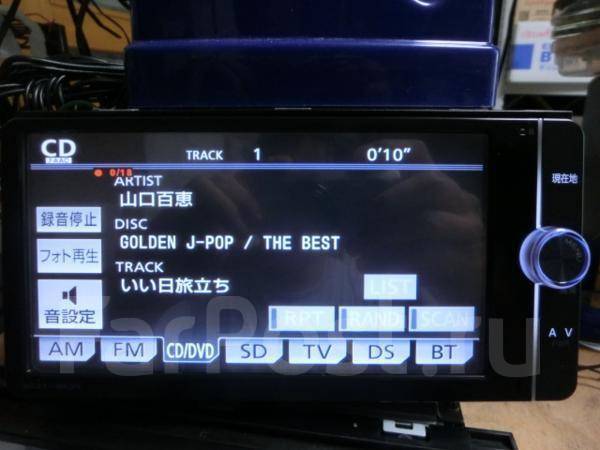 CD
TRACK 1 0'10"
0/18
ARTIST
山口百恵
録音停止
DISC
GOLDEN J-POP / THE BEST
フォト再生
TRACK
いい日旅立ち
LIST
音設定
RPT RAND SCAN
AM FM CD/DVD SD TV DS BT
現在地
A V
YarPost.ru